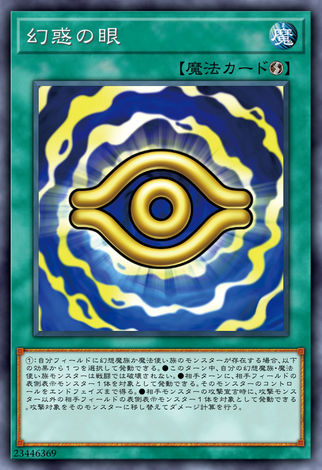 幻惑の眼
魔
【魔法カード】
①:自分フィールドに幻想魔族か魔法使い族のモンスターが存在する場合、以下
の効果から1つを選択して発動できる。●このターン中、自分の幻想魔族・魔法
使い族モンスターは戦闘では破壊されない。●相手ターンに、相手フィールドの
表側表示モンスター1体を対象として発動できる。そのモンスターのコントロ
ールをエンドフェイズまで得る。●相手モンスターの攻撃宣言時に、攻撃モンス
ター以外の相手フィールドの表側表示モンスター1体を対象として発動できる
。攻撃対象をそのモンスターに移し替えてダメージ計算を行う。
23446369